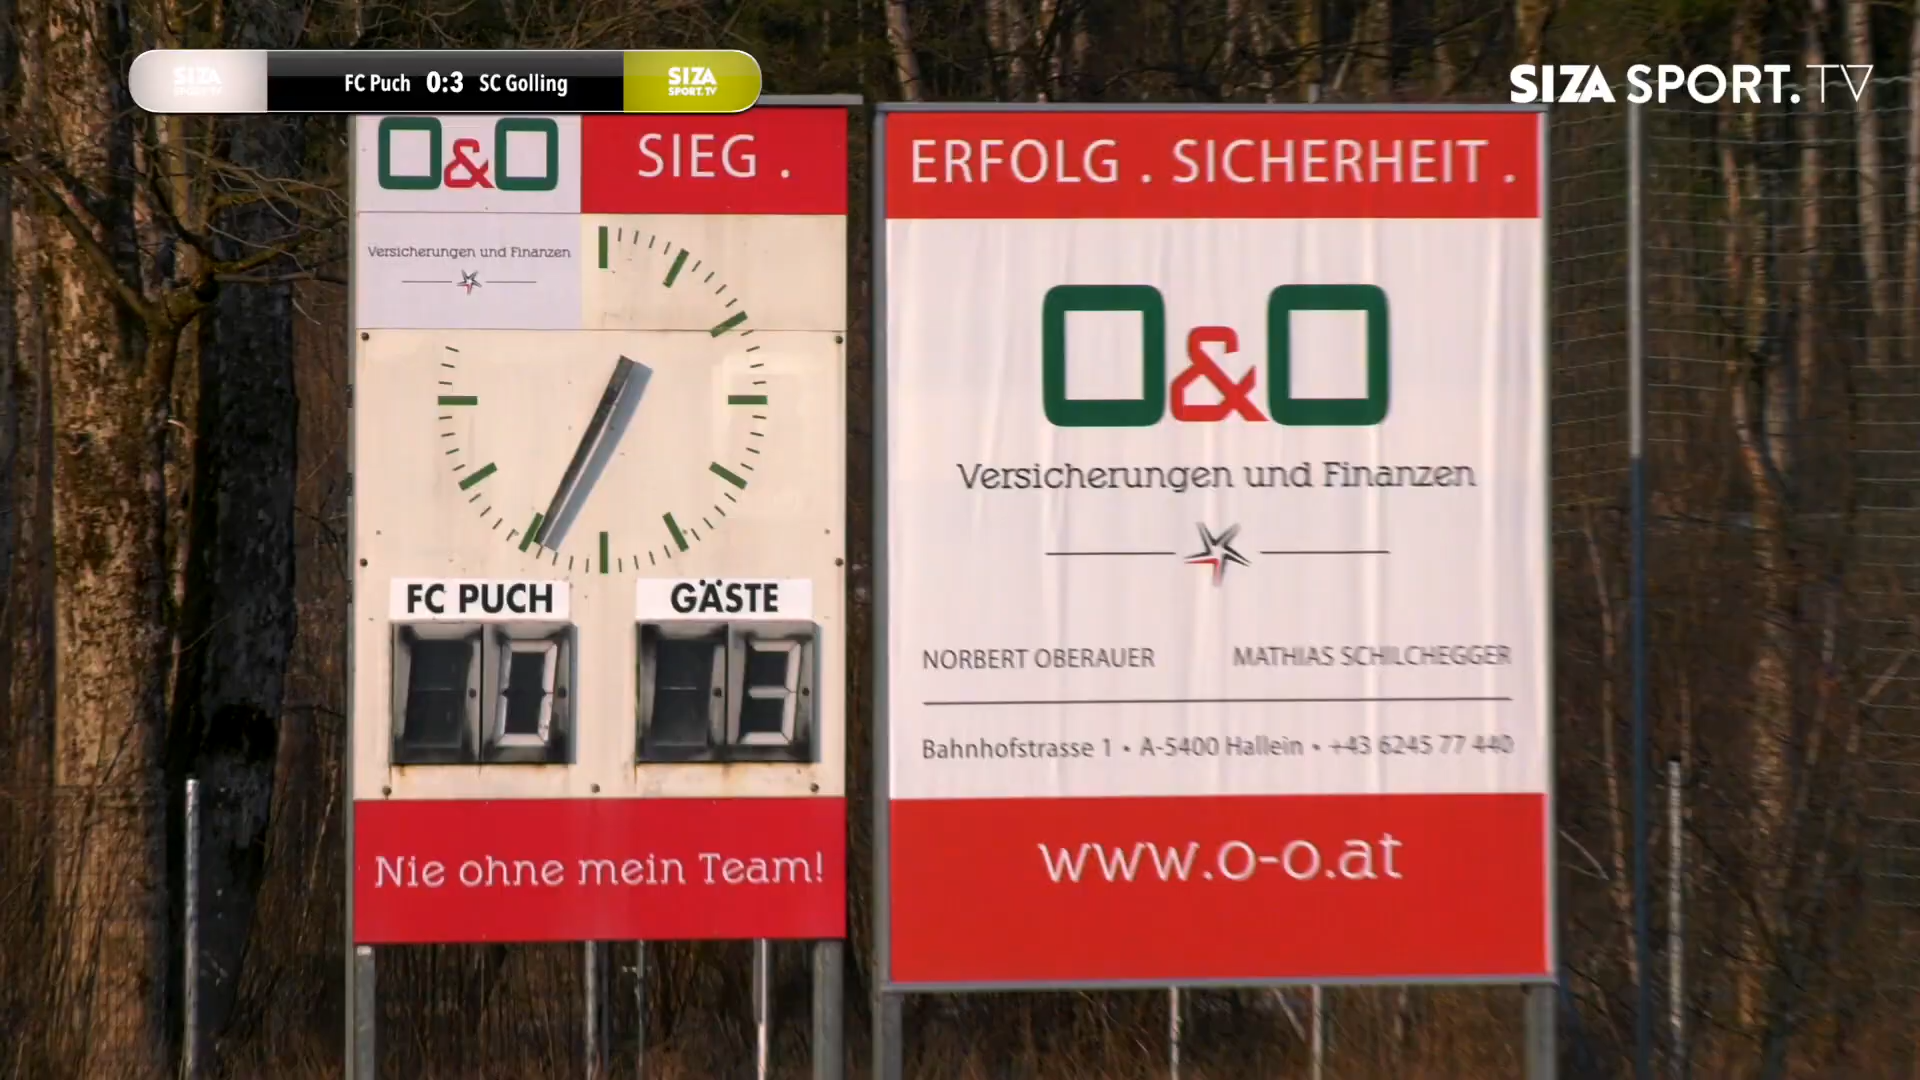 SIZA
SPORT.TV
FC Puch 0:3 SC Golling
SIZA
SPORT.TV
SIZA SPORT.TV
O&O
SIEG .
Versicherungen und Finanzen
FC PUCH
GÄSTE
0
3
Nie ohne mein Team!
ERFOLG . SICHERHEIT .
O&O
Versicherungen und Finanzen
NORBERT OBERAUER
MATHIAS SCHILCHEGGER
Bahnhofstrasse 1 • A-5400 Hallein • +43 6245 77 440
www.o-o.at